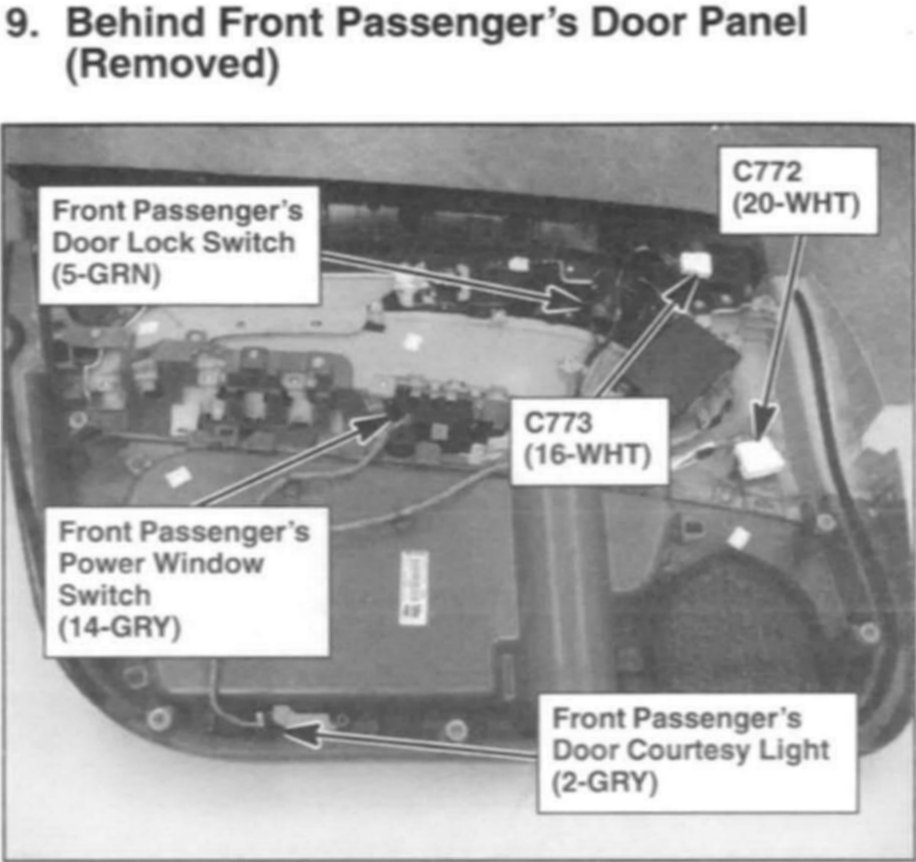 9. Behind Front Passenger's Door Panel
(Removed)
C772
(20-WHT)
Front Passenger's
Door Lock Switch
(5-GRN)
C773
(16-WHT)
Front Passenger's
Power Window
Switch
(14-GRY)
Front Passenger's
Door Courtesy Light
(2-GRY)